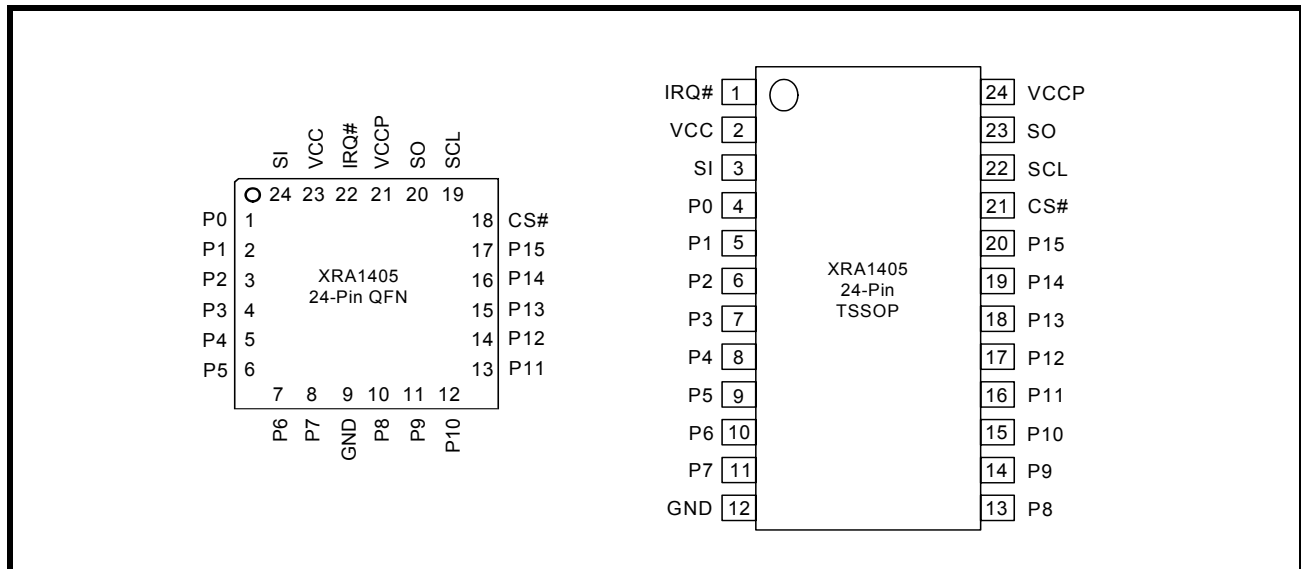 SI VCC IRQ# VCCP SO SCL
24 23 22 21 20 19
P0 1 18 CS#
P1 2 17 P15
P2 3 16 P14
P3 4 15 P13
P4 5 14 P12
P5 6 13 P11
XRA1405
24-Pin QFN
7 8 9 10 11 12
P6 P7 GND P8 P9 P10
IRQ# 1 24 VCCP
VCC 2 23 SO
SI 3 22 SCL
P0 4 21 CS#
P1 5 20 P15
P2 6 19 P14
P3 7 18 P13
P4 8 17 P12
P5 9 16 P11
P6 10 15 P10
P7 11 14 P9
GND 12 13 P8
XRA1405
24-Pin
TSSOP